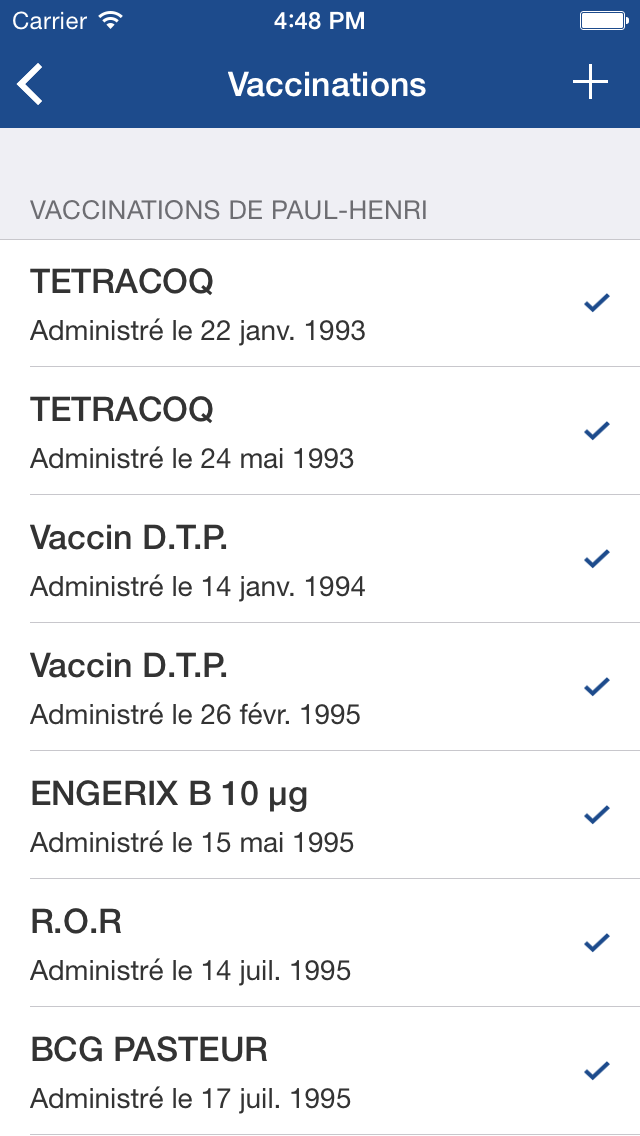 Carrier 4:48 PM
Vaccinations
VACCINATIONS DE PAUL-HENRI
TETRACOQ
Administré le 22 janv. 1993
TETRACOQ
Administré le 24 mai 1993
Vaccin D.T.P.
Administré le 14 janv. 1994
Vaccin D.T.P.
Administré le 26 févr. 1995
ENGERIX B 10 µg
Administré le 15 mai 1995
R.O.R
Administré le 14 juil. 1995
BCG PASTEUR
Administré le 17 juil. 1995